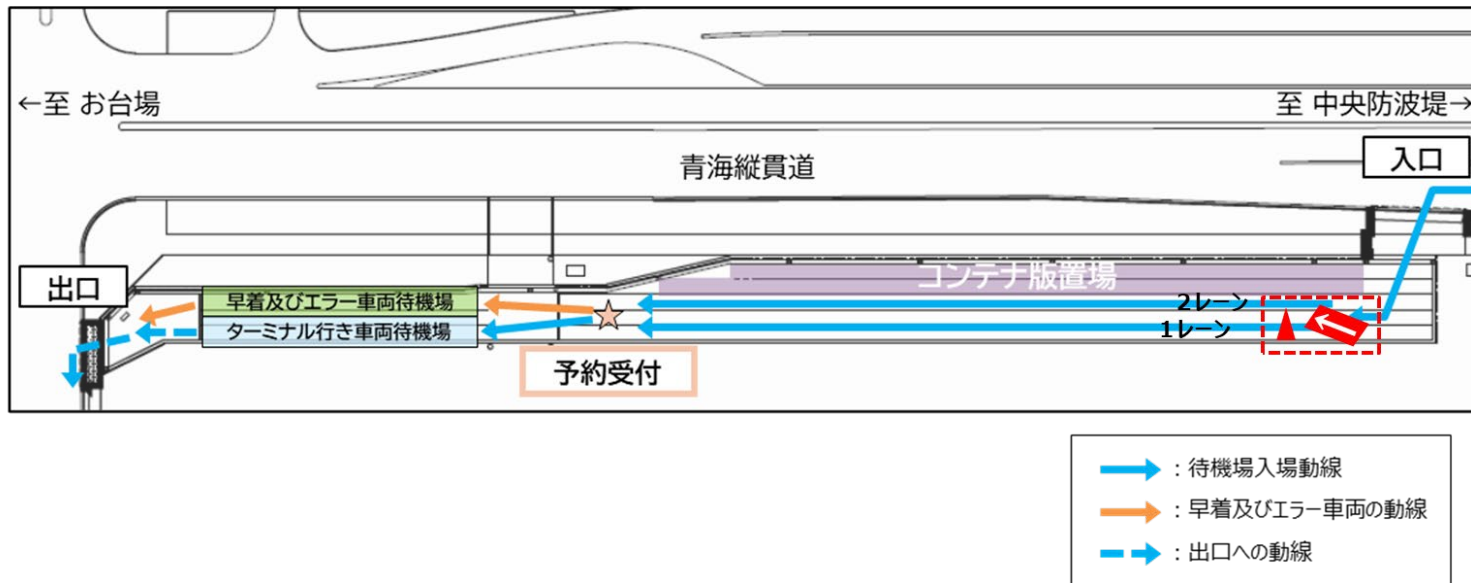 ←至 お台場
至 中央防波堤→
青海縦貫道
入口
コンテナ版置場
出口
早着及びエラー車両待機場
2レーン
ターミナル行き車両待機場
1レーン
予約受付
：待機場入場動線
：早着及びエラー車両の動線
：出口への動線